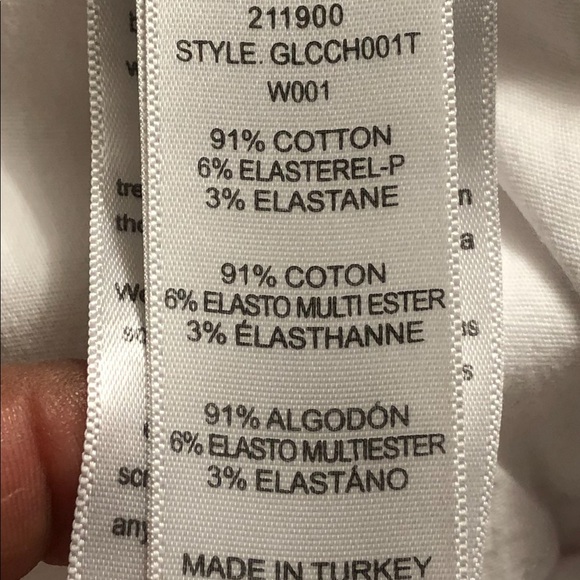 211900
STYLE. GLCCH001T
W001
91% COTTON
6% ELASTEREL-P
3% ELASTANE
91% COTON
6% ELASTO MULTI ESTER
3% ÉLASTHANNE
91% ALGODÓN
6% ELASTO MULTIESTER
3% ELASTÁNO
MADE IN TURKEY